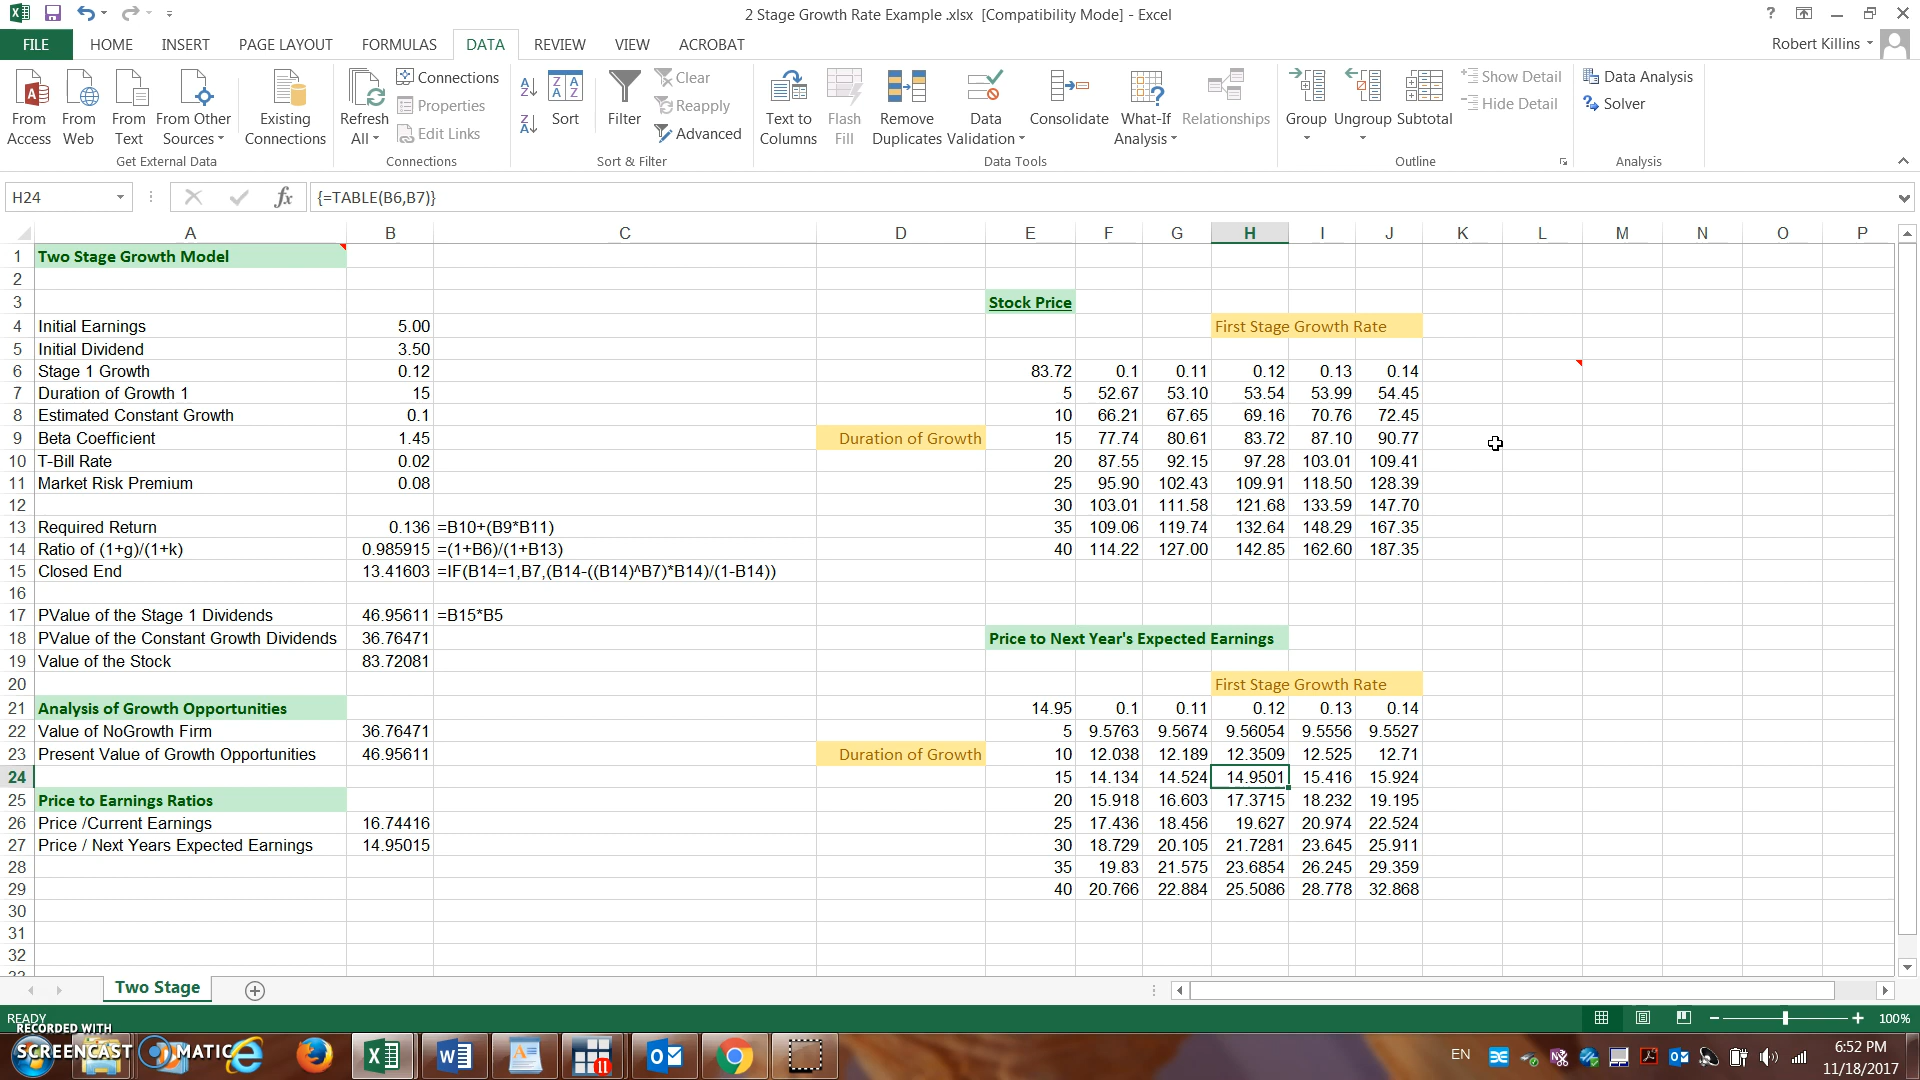 2 Stage Growth Rate Example .xlsx [Compatibility Mode] - Excel
FILE HOME INSERT PAGE LAYOUT FORMULAS DATA REVIEW VIEW ACROBAT Robert Killins
From Access
From Web
From Text
From Other Sources
Existing Connections
Get External Data
Refresh All
Connections
Properties
Edit Links
Connections
Sort
Filter
Clear
Reapply
Advanced
Sort & Filter
Text to Columns
Flash Fill
Remove Duplicates
Data Validation
Consolidate
What-If Analysis
Relationships
Data Tools
Group
Ungroup
Subtotal
Show Detail
Hide Detail
Outline
Data Analysis
Solver
Analysis
H24 fx {=TABLE(B6,B7)}
A B C D E F G H I J K L M N O P
1 Two Stage Growth Model
2
3 Stock Price
4 Initial Earnings 5.00 First Stage Growth Rate
5 Initial Dividend 3.50
6 Stage 1 Growth 0.12 83.72 0.1 0.11 0.12 0.13 0.14
7 Duration of Growth 1 15 5 52.67 53.10 53.54 53.99 54.45
8 Estimated Constant Growth 0.1 10 66.21 67.65 69.16 70.76 72.45
9 Beta Coefficient 1.45 Duration of Growth 15 77.74 80.61 83.72 87.10 90.77
10 T-Bill Rate 0.02 20 87.55 92.15 97.28 103.01 109.41
11 Market Risk Premium 0.08 25 95.90 102.43 109.91 118.50 128.39
12 30 103.01 111.58 121.68 133.59 147.70
13 Required Return 0.136 =B10+(B9*B11) 35 109.06 119.74 132.64 148.29 167.35
14 Ratio of (1+g)/(1+k) 0.985915 =(1+B6)/(1+B13) 40 114.22 127.00 142.85 162.60 187.35
15 Closed End 13.41603 =IF(B14=1,B7,(B14-((B14)^B7)*B14)/(1-B14))
16
17 PValue of the Stage 1 Dividends 46.95611 =B15*B5
18 PValue of the Constant Growth Dividends 36.76471 Price to Next Year's Expected Earnings
19 Value of the Stock 83.72081
20 First Stage Growth Rate
21 Analysis of Growth Opportunities 14.95 0.1 0.11 0.12 0.13 0.14
22 Value of NoGrowth Firm 36.76471 5 9.5763 9.5674 9.56054 9.5556 9.5527
23 Present Value of Growth Opportunities 46.95611 Duration of Growth 10 12.038 12.189 12.3509 12.525 12.71
24 15 14.134 14.524 14.9501 15.416 15.924
25 Price to Earnings Ratios 20 15.918 16.603 17.3715 18.232 19.195
26 Price /Current Earnings 16.74416 25 17.436 18.456 19.627 20.974 22.524
27 Price / Next Years Expected Earnings 14.95015 30 18.729 20.105 21.7281 23.645 25.911
28 35 19.83 21.575 23.6854 26.245 29.359
29 40 20.766 22.884 25.5086 28.778 32.868
30
31
32
Two Stage
READY 100%
RECORDED WITH
SCREENCAST MATIC
EN
6:52 PM
11/18/2017